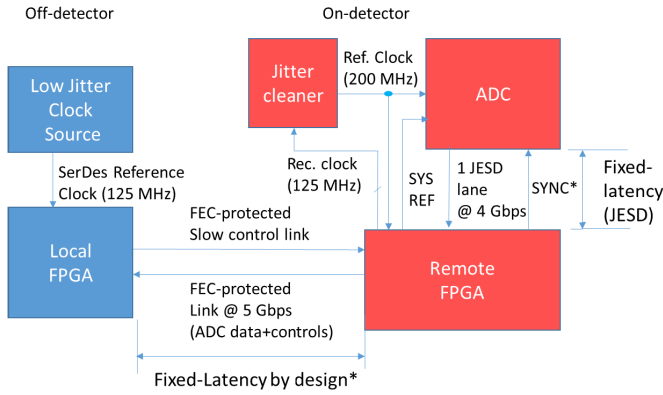 Off-detector
On-detector
Low Jitter
Clock
Source
Jitter
cleaner
Ref. Clock
(200 MHz)
ADC
SerDes Reference
Clock (125 MHz)
Rec. clock
(125 MHz)
SYS
REF
1 JESD
lane
@ 4 Gbps
SYNC*
Fixed-
latency
(JESD)
FEC-protected
Slow control link
Local
FPGA
Remote
FPGA
FEC-protected
Link @ 5 Gbps
(ADC data+controls)
Fixed-Latency by design*